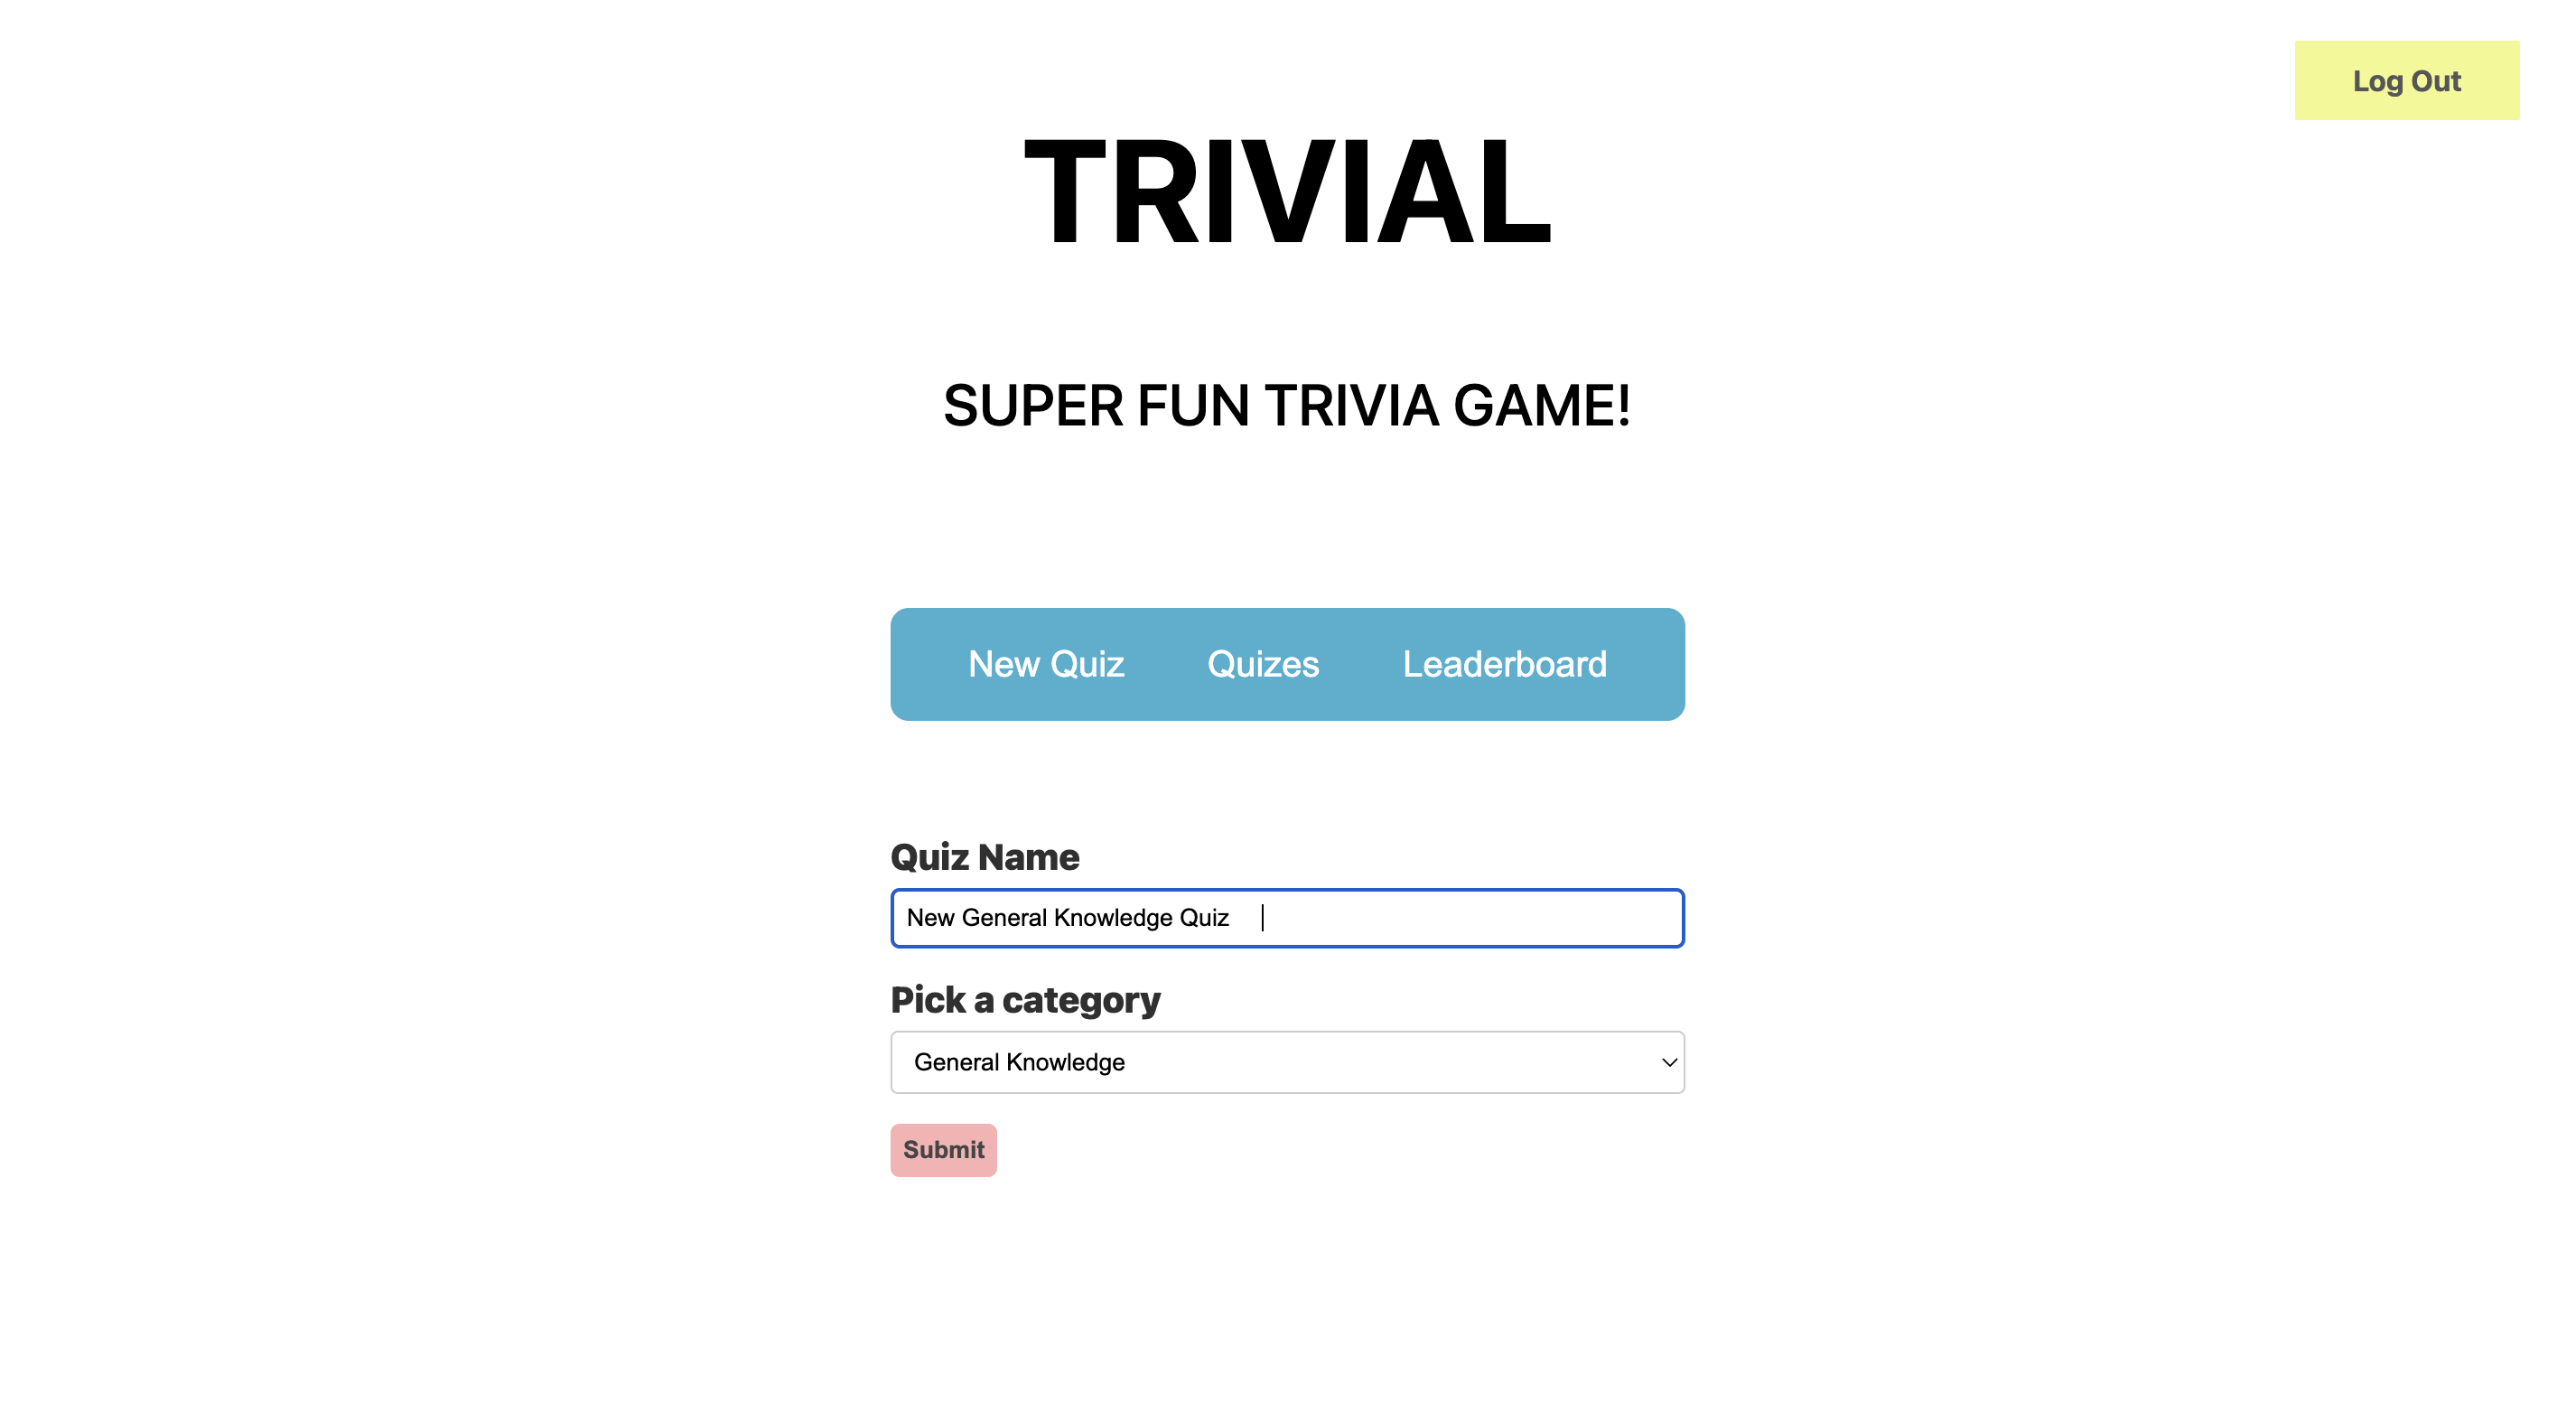 Log Out
TRIVIAL
SUPER FUN TRIVIA GAME!
New Quiz Quizes Leaderboard
Quiz Name
New General Knowledge Quiz
Pick a category
General Knowledge
Submit